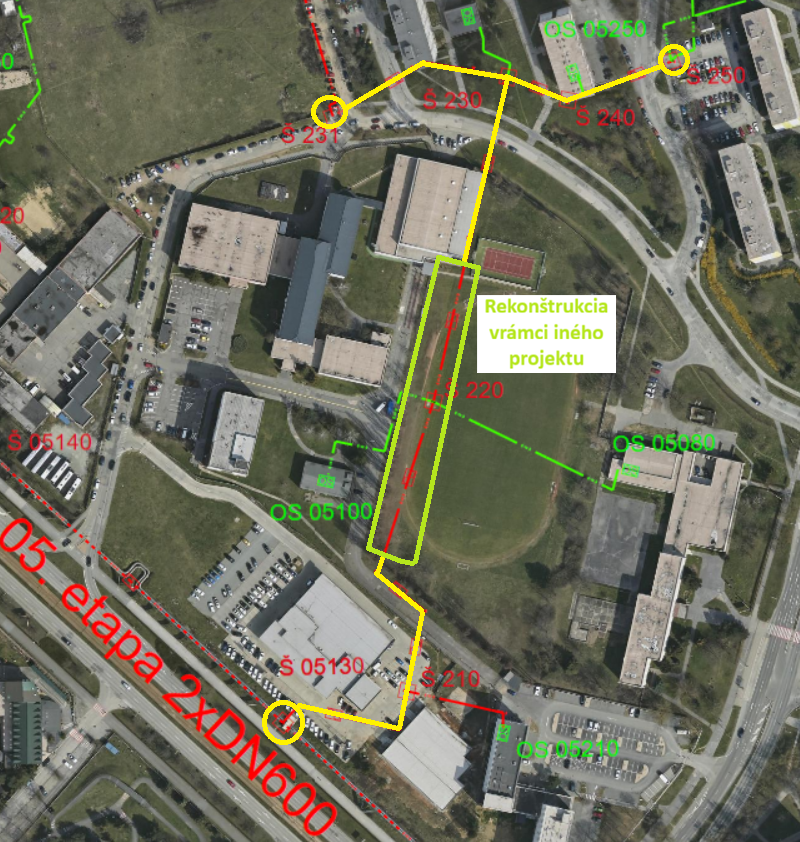 OS 05250
Š 250
Š 230
Š 240
Š 231
Rekonštrukcia
vrámci iného
projektu
Š 220
Š 05140
OS 05080
OS 05100
05. etapa 2xDN600
Š 05130
Š 210
OS 05210